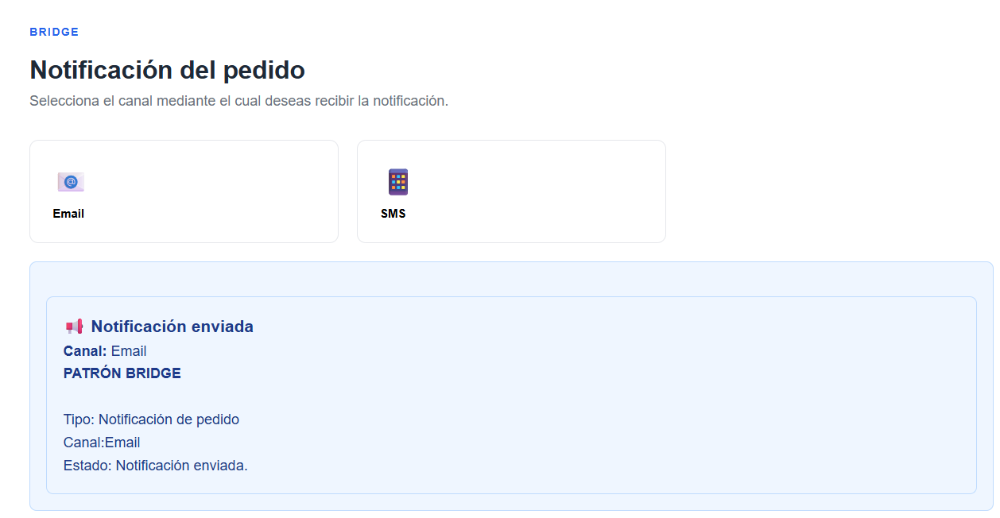 BRIDGE
Notificación del pedido
Selecciona el canal mediante el cual deseas recibir la notificación.
@
Email
SMS
Notificación enviada
Canal: Email
PATRÓN BRIDGE
Tipo: Notificación de pedido
Canal:Email
Estado: Notificación enviada.